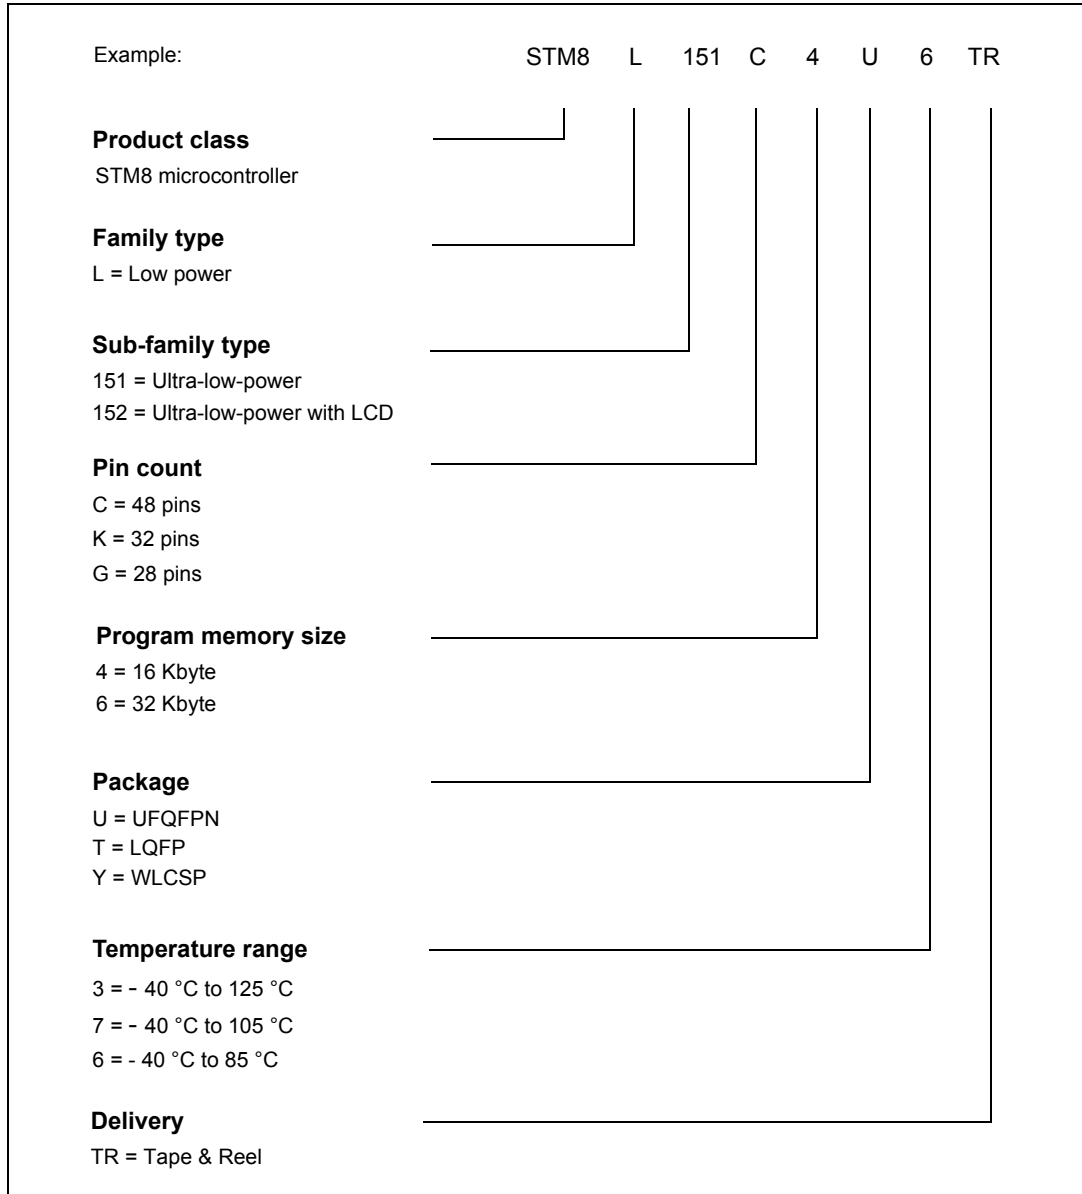 Example: STM8 L 151 C 4 U 6 TR
Product class
STM8 microcontroller
Family type
L = Low power
Sub-family type
151 = Ultra-low-power
152 = Ultra-low-power with LCD
Pin count
C = 48 pins
K = 32 pins
G = 28 pins
Program memory size
4 = 16 Kbyte
6 = 32 Kbyte
Package
U = UFQFPN
T = LQFP
Y = WLCSP
Temperature range
3 = - 40 °C to 125 °C
7 = - 40 °C to 105 °C
6 = - 40 °C to 85 °C
Delivery
TR = Tape & Reel